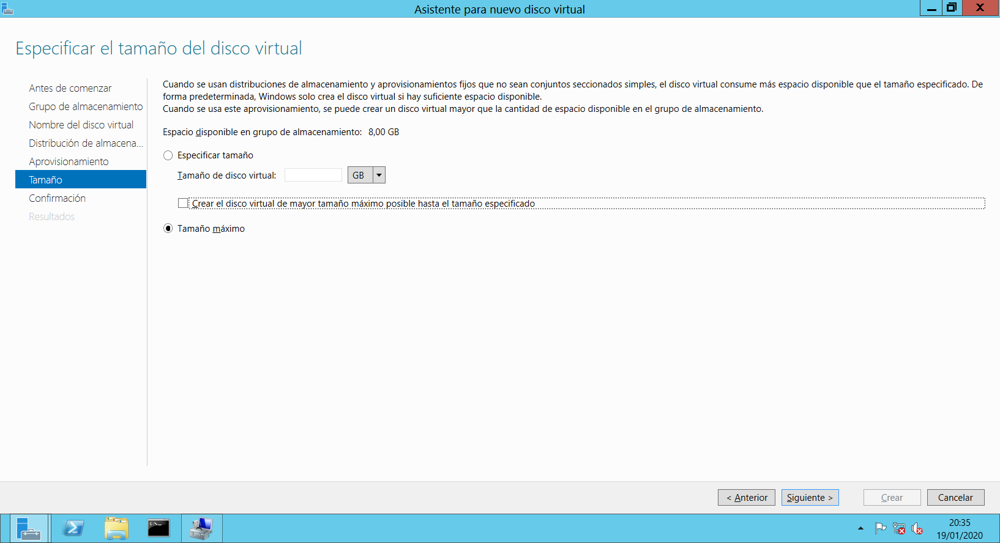 Asistente para nuevo disco virtual
Especificar el tamaño del disco virtual
Antes de comenzar
Grupo de almacenamiento
Nombre del disco virtual
Distribución de almacena...
Aprovisionamiento
Tamaño
Confirmación
Resultados
Cuando se usan distribuciones de almacenamiento y aprovisionamientos fijos que no sean conjuntos seccionados simples, el disco virtual consume más espacio disponible que el tamaño especificado. De
forma predeterminada, Windows solo crea el disco virtual si hay suficiente espacio disponible.
Cuando se usa este aprovisionamiento, se puede crear un disco virtual mayor que la cantidad de espacio disponible en el grupo de almacenamiento.
Espacio disponible en grupo de almacenamiento: 8,00 GB
Especificar tamaño
Tamaño de disco virtual: GB
Crear el disco virtual de mayor tamaño máximo posible hasta el tamaño especificado
Tamaño máximo
< Anterior Siguiente > Crear Cancelar
20:35
19/01/2020